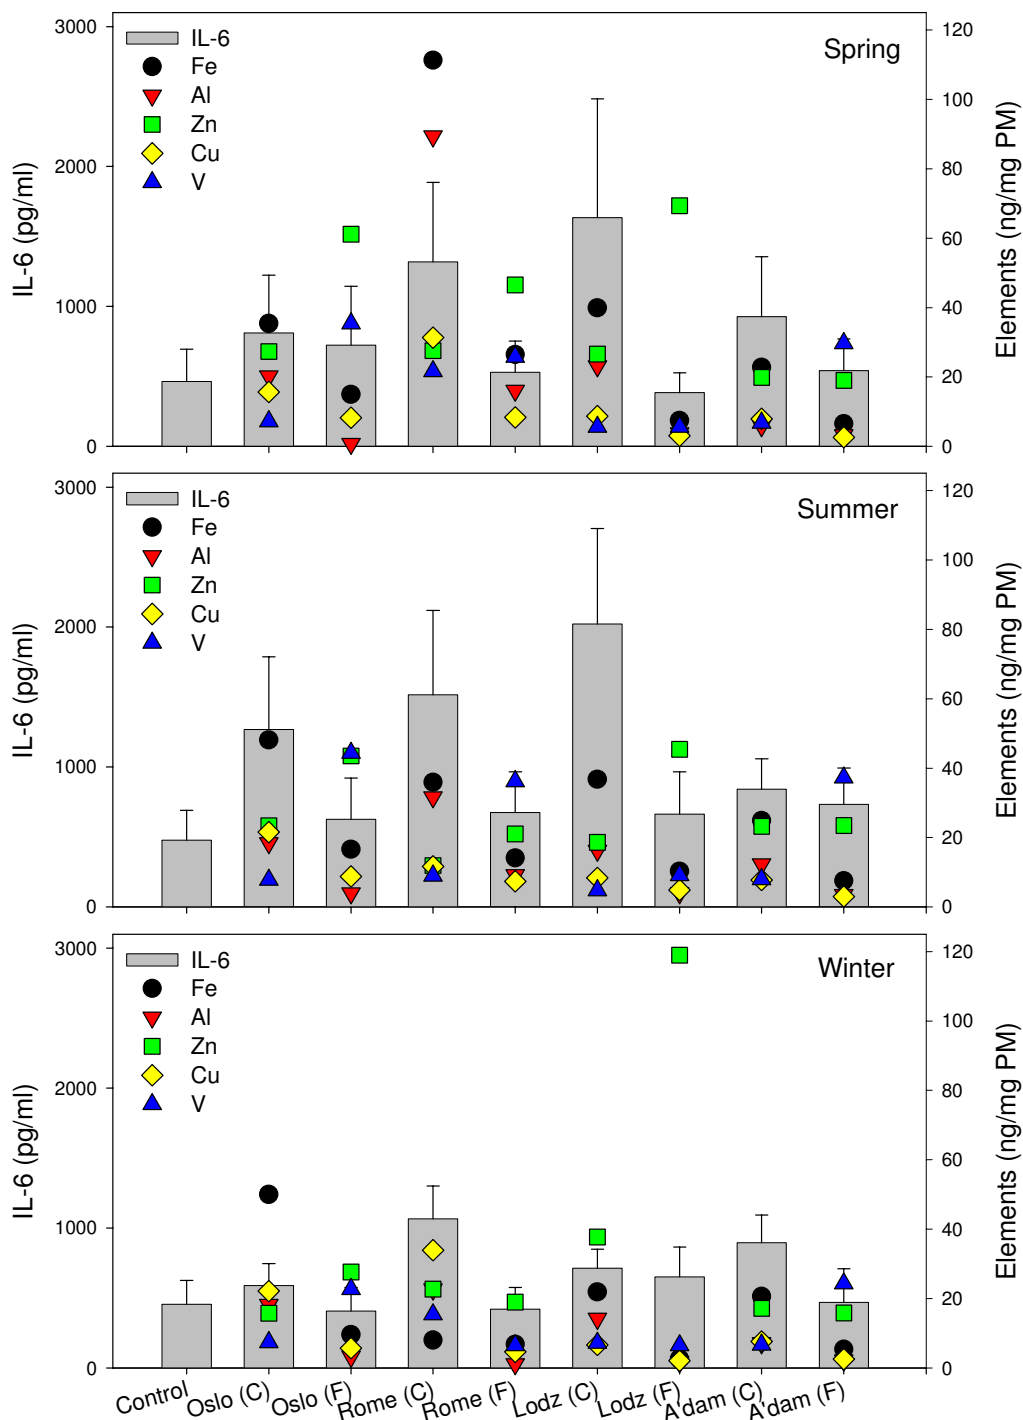 Spring
IL-6
Fe
Al
Zn
Cu
V
3000
2000
1000
0
IL-6 (pg/ml)
120
100
80
60
40
20
0
Elements (ng/mg PM)
Summer
IL-6
Fe
Al
Zn
Cu
V
3000
2000
1000
0
IL-6 (pg/ml)
120
100
80
60
40
20
0
Elements (ng/mg PM)
Winter
IL-6
Fe
Al
Zn
Cu
V
3000
2000
1000
0
IL-6 (pg/ml)
120
100
80
60
40
20
0
Elements (ng/mg PM)
Control
Oslo (C)
Oslo (F)
Rome (C)
Rome (F)
Lodz (C)
Lodz (F)
A'dam (C)
A'dam (F)